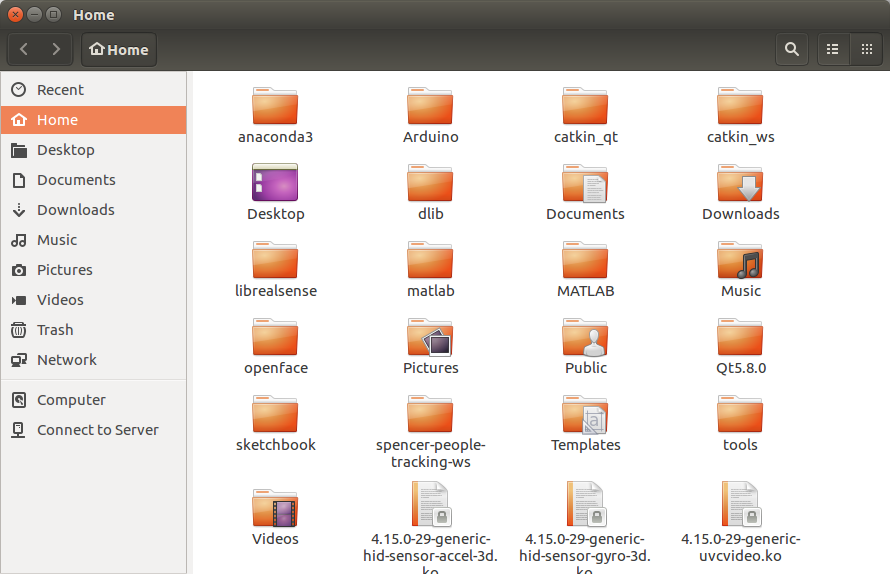 Home
Home
Recent
Home
Desktop
Documents
Downloads
Music
Pictures
Videos
Trash
Network
Computer
Connect to Server
anaconda3
Arduino
catkin_qt
catkin_ws
Desktop
dlib
Documents
Downloads
librealsense
matlab
MATLAB
Music
openface
Pictures
Public
Qt5.8.0
sketchbook
spencer-people-
tracking-ws
Templates
tools
Videos
4.15.0-29-generic-
hid-sensor-accel-3d.
ko
4.15.0-29-generic-
hid-sensor-gyro-3d.
ko
4.15.0-29-generic-
uvcvideo.ko